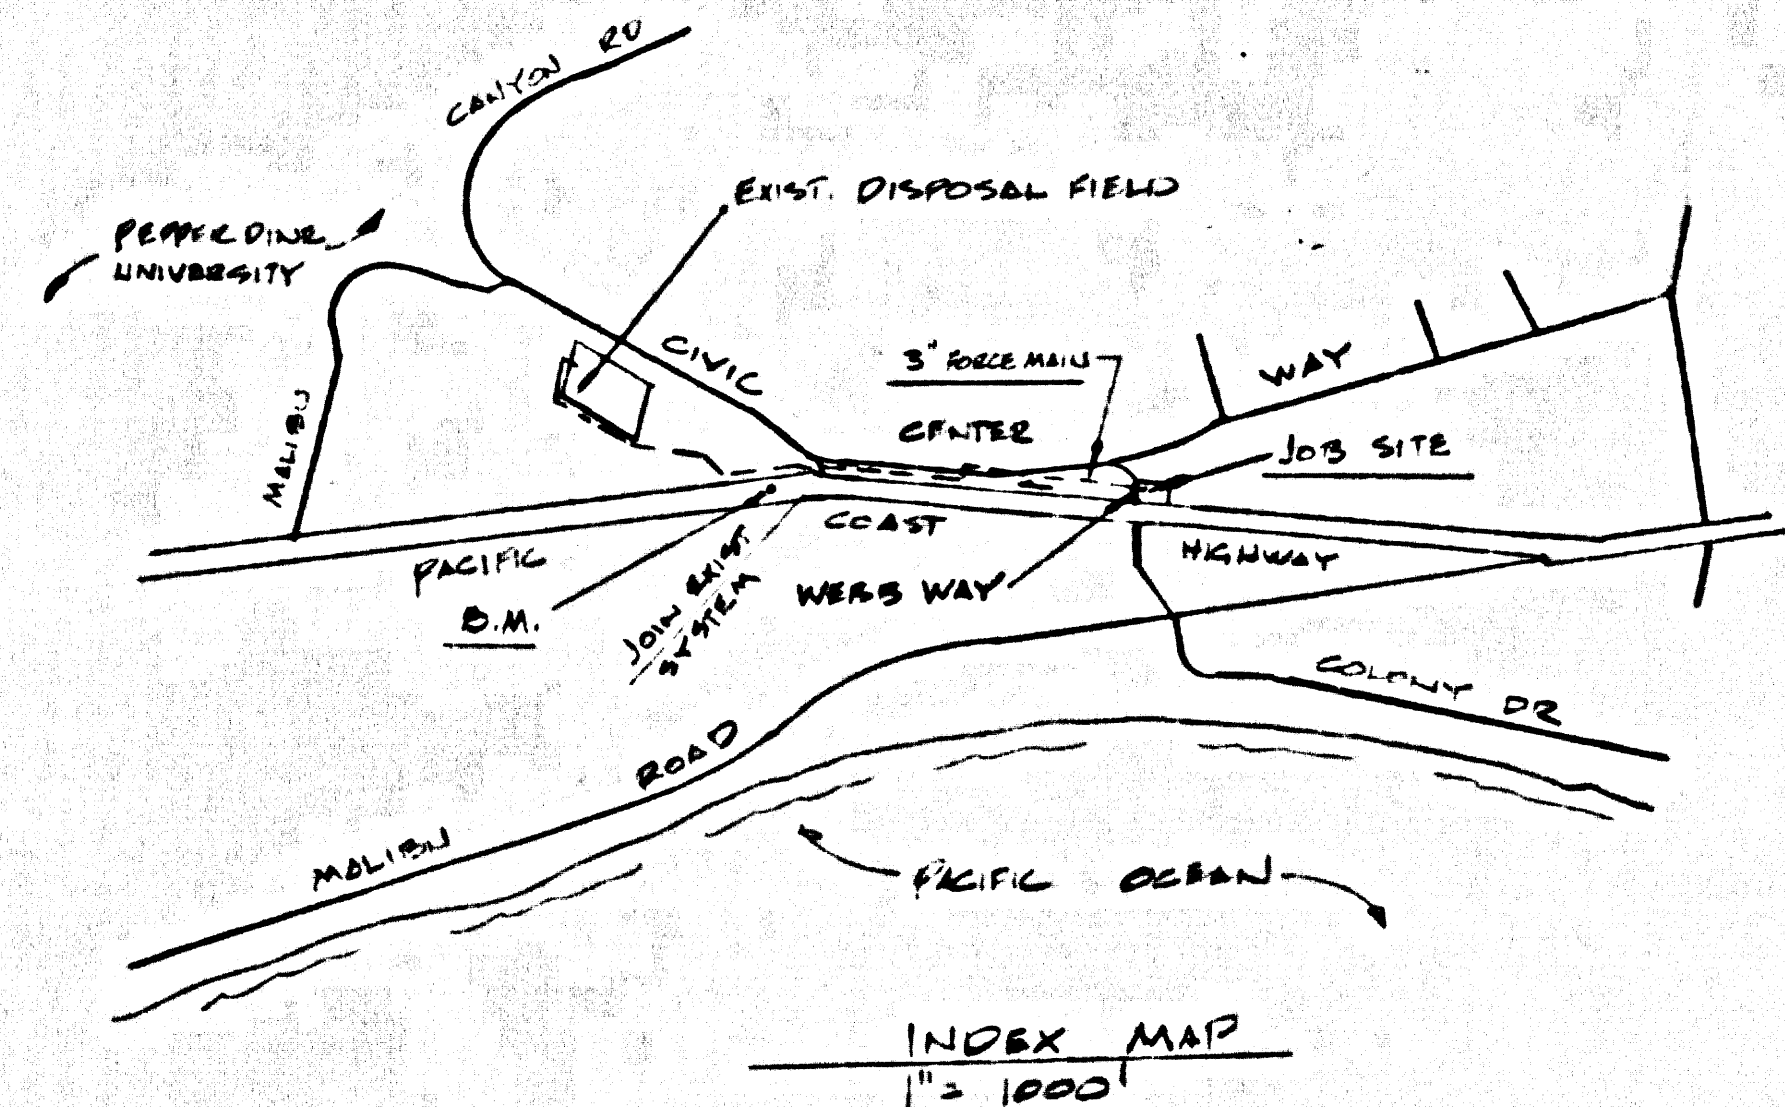 CANYON RD
EXIST. DISPOSAL FIELD
PEPPERDINE
UNIVERSITY
CIVIC
3" FORCE MAIN
WAY
CENTER
JOB SITE
MALIBU
COAST
PACIFIC
HIGHWAY
B.M.
JOIN EXIST
SYSTEM
WEBB WAY
COLONY DR
ROAD
MALIBU
PACIFIC OCEAN
INDEX MAP
1" = 1000'